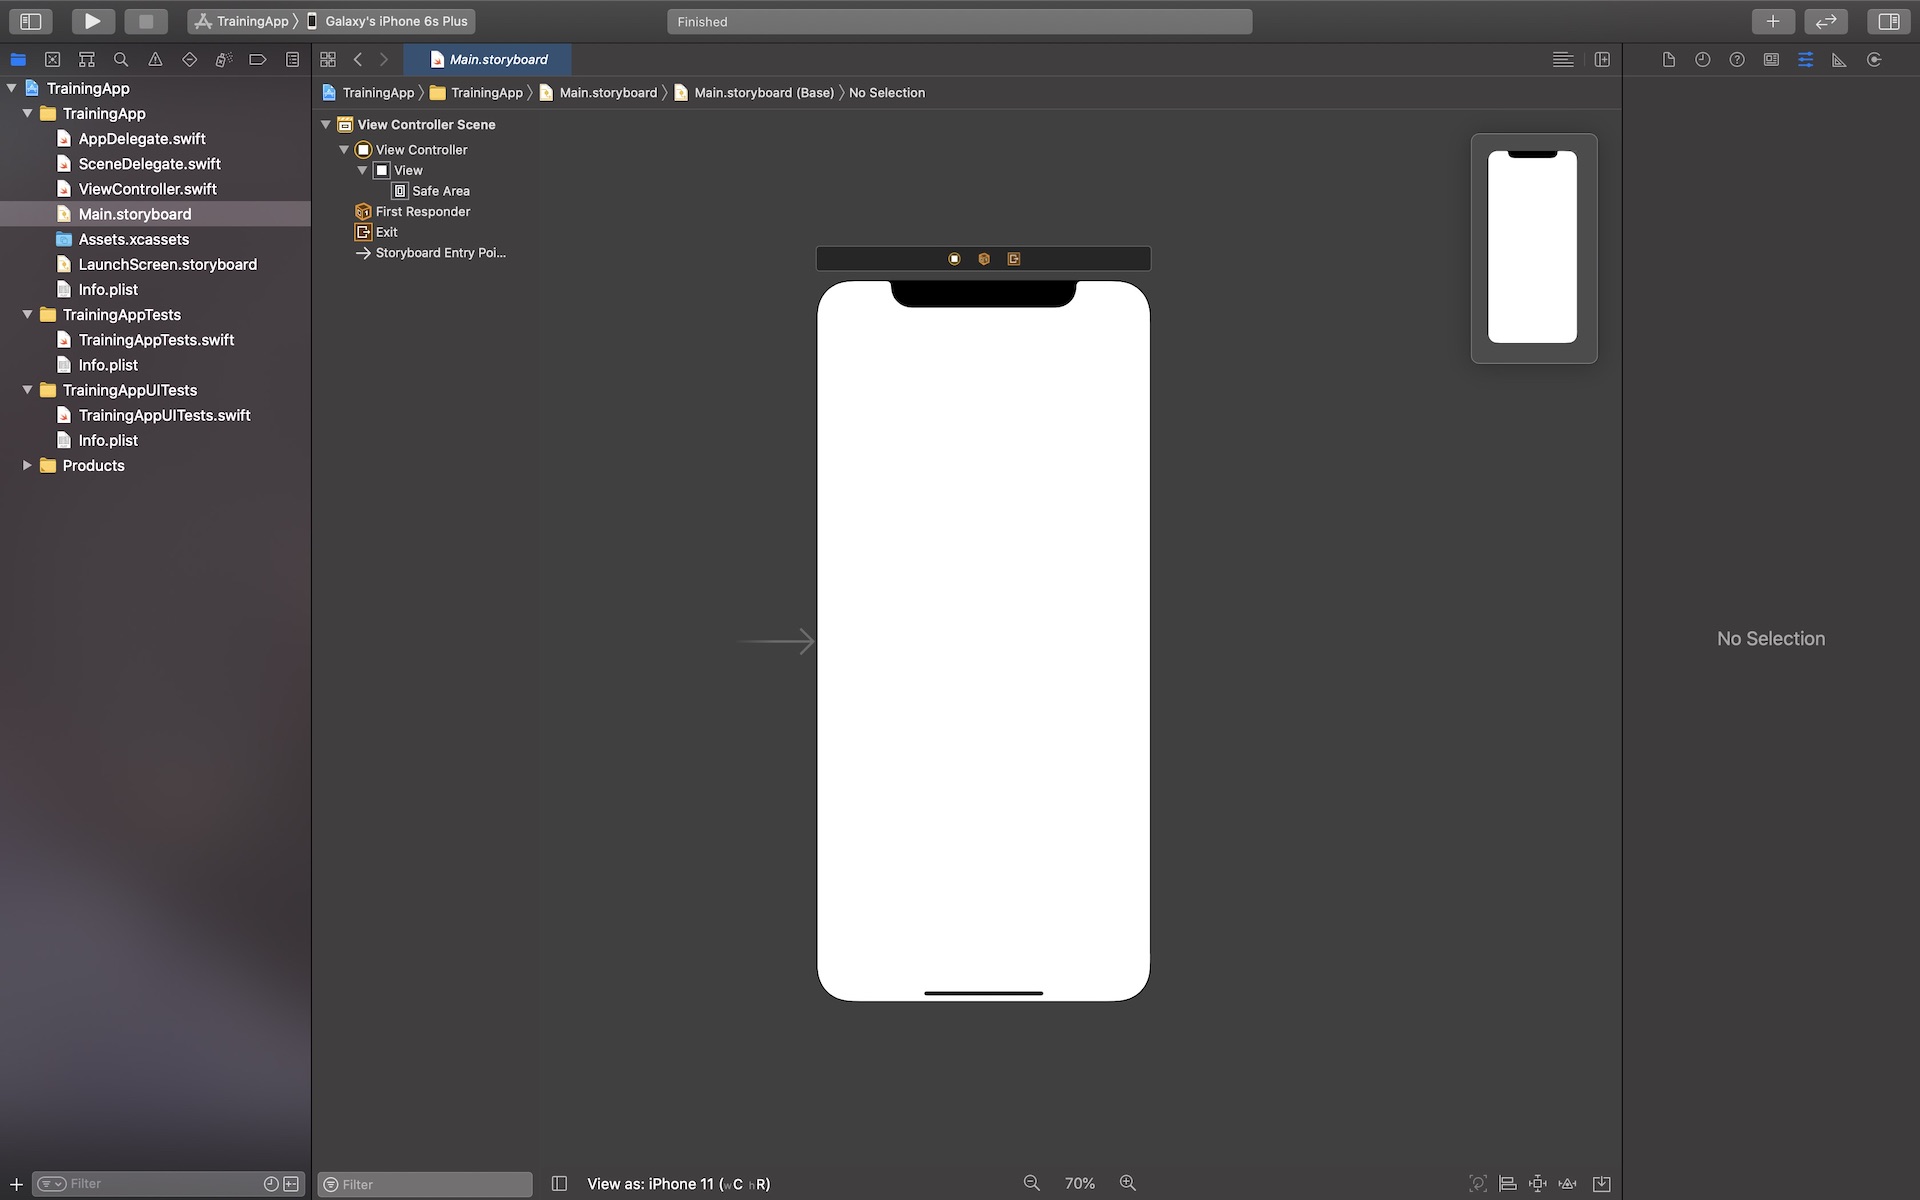 TrainingApp
Galaxy's iPhone 6s Plus
Finished
Main.storyboard
TrainingApp
TrainingApp
Main.storyboard
Main.storyboard (Base)
No Selection
TrainingApp
TrainingApp
AppDelegate.swift
SceneDelegate.swift
ViewController.swift
Main.storyboard
Assets.xcassets
LaunchScreen.storyboard
Info.plist
TrainingAppTests
TrainingAppTests.swift
Info.plist
TrainingAppUITests
TrainingAppUITests.swift
Info.plist
Products
View Controller Scene
View Controller
View
Safe Area
First Responder
Exit
Storyboard Entry Poi...
No Selection
Filter
Filter
View as: iPhone 11 (wC hR)
70%